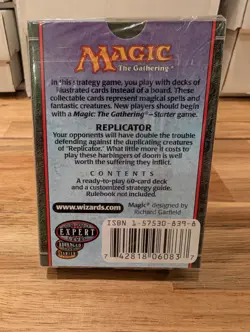 MAGIC
The Gathering®
In this strategy game, you play with decks of
illustrated cards instead of a board. These
collectable cards represent magical spells and
fantastic creatures. New players should begin
with a Magic: The Gathering®–Starter game.
REPLICATOR
Your opponents will have double the trouble
defending against the duplicating creatures
of "Replicator." What little more it costs to
play these harbingers of doom is well
worth the suffering they inflict.
CONTENTS
A ready-to-play 60-card deck
and a customized strategy guide.
Rulebook not included.
www.wizards.com
Magic® designed by
Richard Garfield
ISBN 1-57530-839-8
EXPERT
7 42818 06083 7